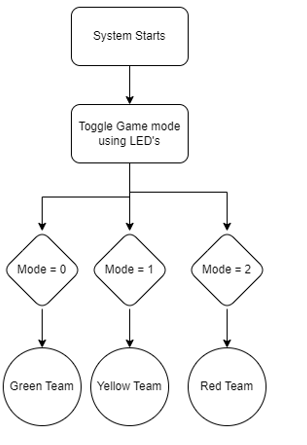 System Starts
Toggle Game mode
using LED's
Mode = 0
Mode = 1
Mode = 2
Green Team
Yellow Team
Red Team